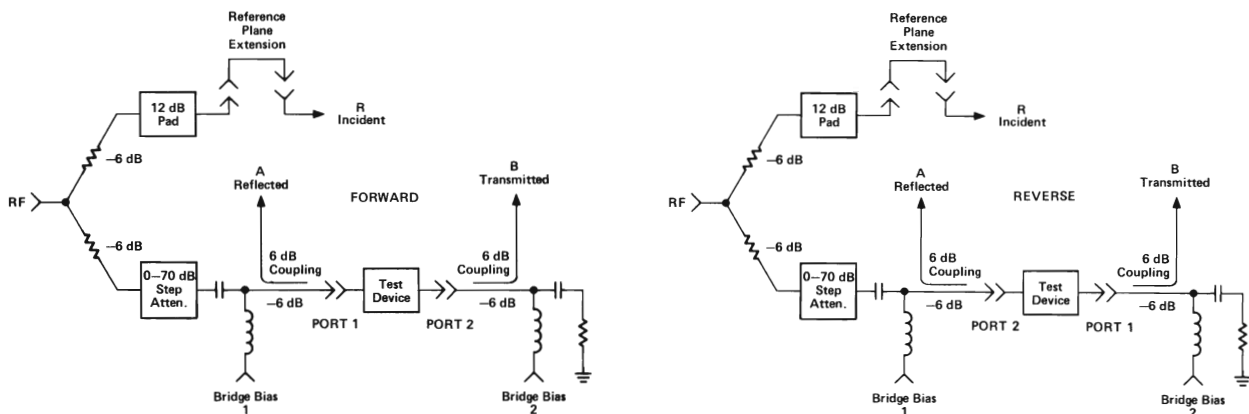 Reference
Plane
Extension
12 dB
Pad
R
Incident
–6 dB
A
Reflected
B
Transmitted
FORWARD
RF
–6 dB
6 dB
Coupling
6 dB
Coupling
0–70 dB
Step
Atten.
Test
Device
–6 dB
–6 dB
PORT 1
PORT 2
Bridge Bias
1
Bridge Bias
2
Reference
Plane
Extension
12 dB
Pad
R
Incident
–6 dB
A
Reflected
B
Transmitted
REVERSE
RF
–6 dB
6 dB
Coupling
6 dB
Coupling
0–70 dB
Step
Atten.
Test
Device
–6 dB
–6 dB
PORT 2
PORT 1
Bridge Bias
1
Bridge Bias
2